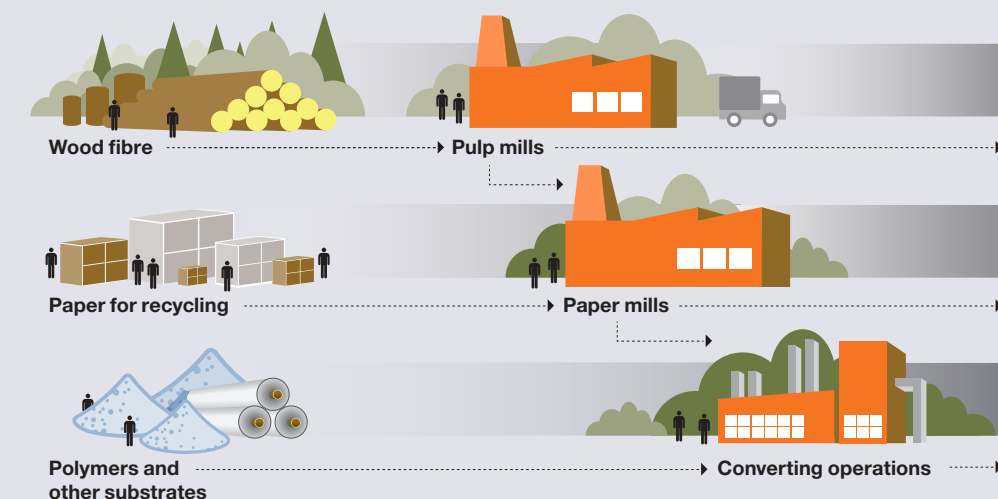 Wood fibre
Pulp mills
Paper for recycling
Paper mills
Polymers and
other substrates
Converting operations